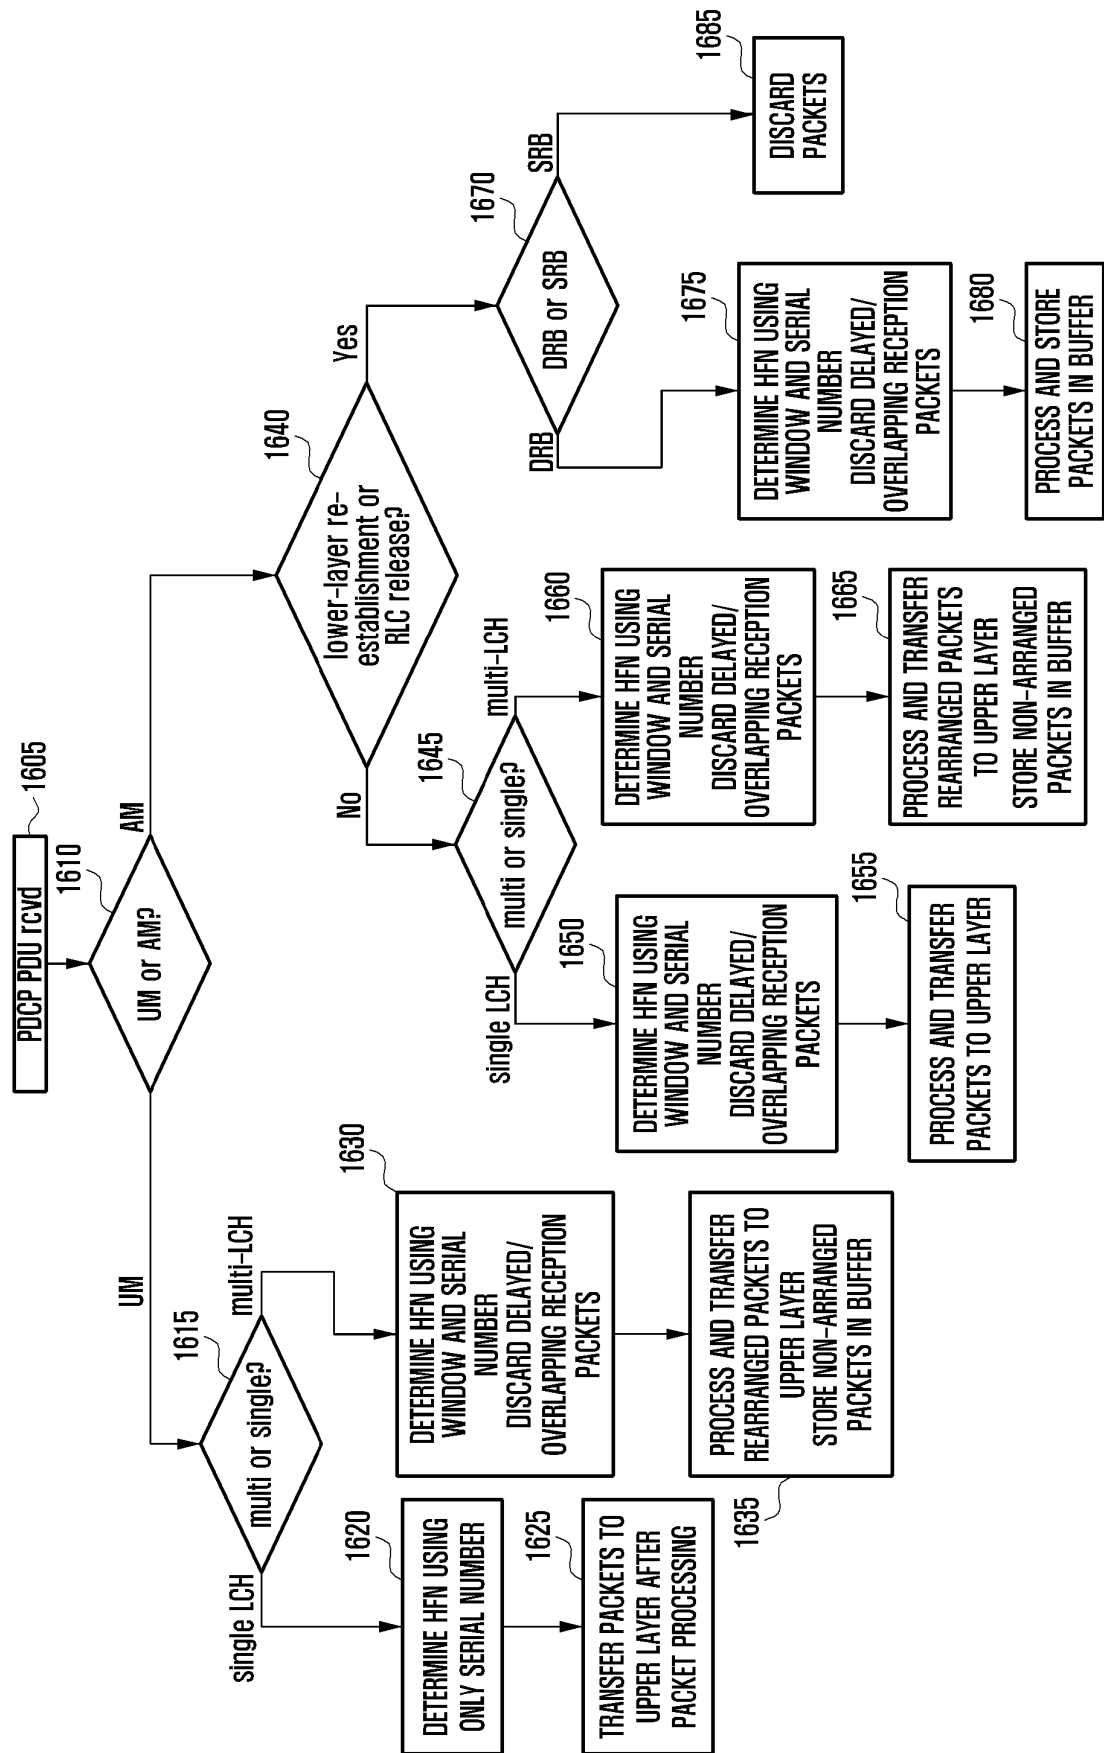 PDCP PDU rcvd
1605
UM or AM?
1610
UM
AM
multi or single?
1615
single LCH
multi-LCH
DETERMINE HFN USING
ONLY SERIAL NUMBER
1620
TRANSFER PACKETS TO
UPPER LAYER AFTER
PACKET PROCESSING
1625
DETERMINE HFN USING
WINDOW AND SERIAL
NUMBER
DISCARD DELAYED/
OVERLAPPING RECEPTION
PACKETS
1630
PROCESS AND TRANSFER
REARRANGED PACKETS TO
UPPER LAYER
STORE NON-ARRANGED
PACKETS IN BUFFER
1635
lower-layer re-
establishment or
RLC release?
1640
No
Yes
multi or single?
1645
single LCH
multi-LCH
DETERMINE HFN USING
WINDOW AND SERIAL
NUMBER
DISCARD DELAYED/
OVERLAPPING RECEPTION
PACKETS
1650
PROCESS AND TRANSFER
PACKETS TO UPPER LAYER
1655
DETERMINE HFN USING
WINDOW AND SERIAL
NUMBER
DISCARD DELAYED/
OVERLAPPING RECEPTION
PACKETS
1660
PROCESS AND TRANSFER
REARRANGED PACKETS
TO UPPER LAYER
STORE NON-ARRANGED
PACKETS IN BUFFER
1665
DRB or SRB
1670
DRB
SRB
DETERMINE HFN USING
WINDOW AND SERIAL
NUMBER
DISCARD DELAYED/
OVERLAPPING RECEPTION
PACKETS
1675
PROCESS AND STORE
PACKETS IN BUFFER
1680
DISCARD
PACKETS
1685